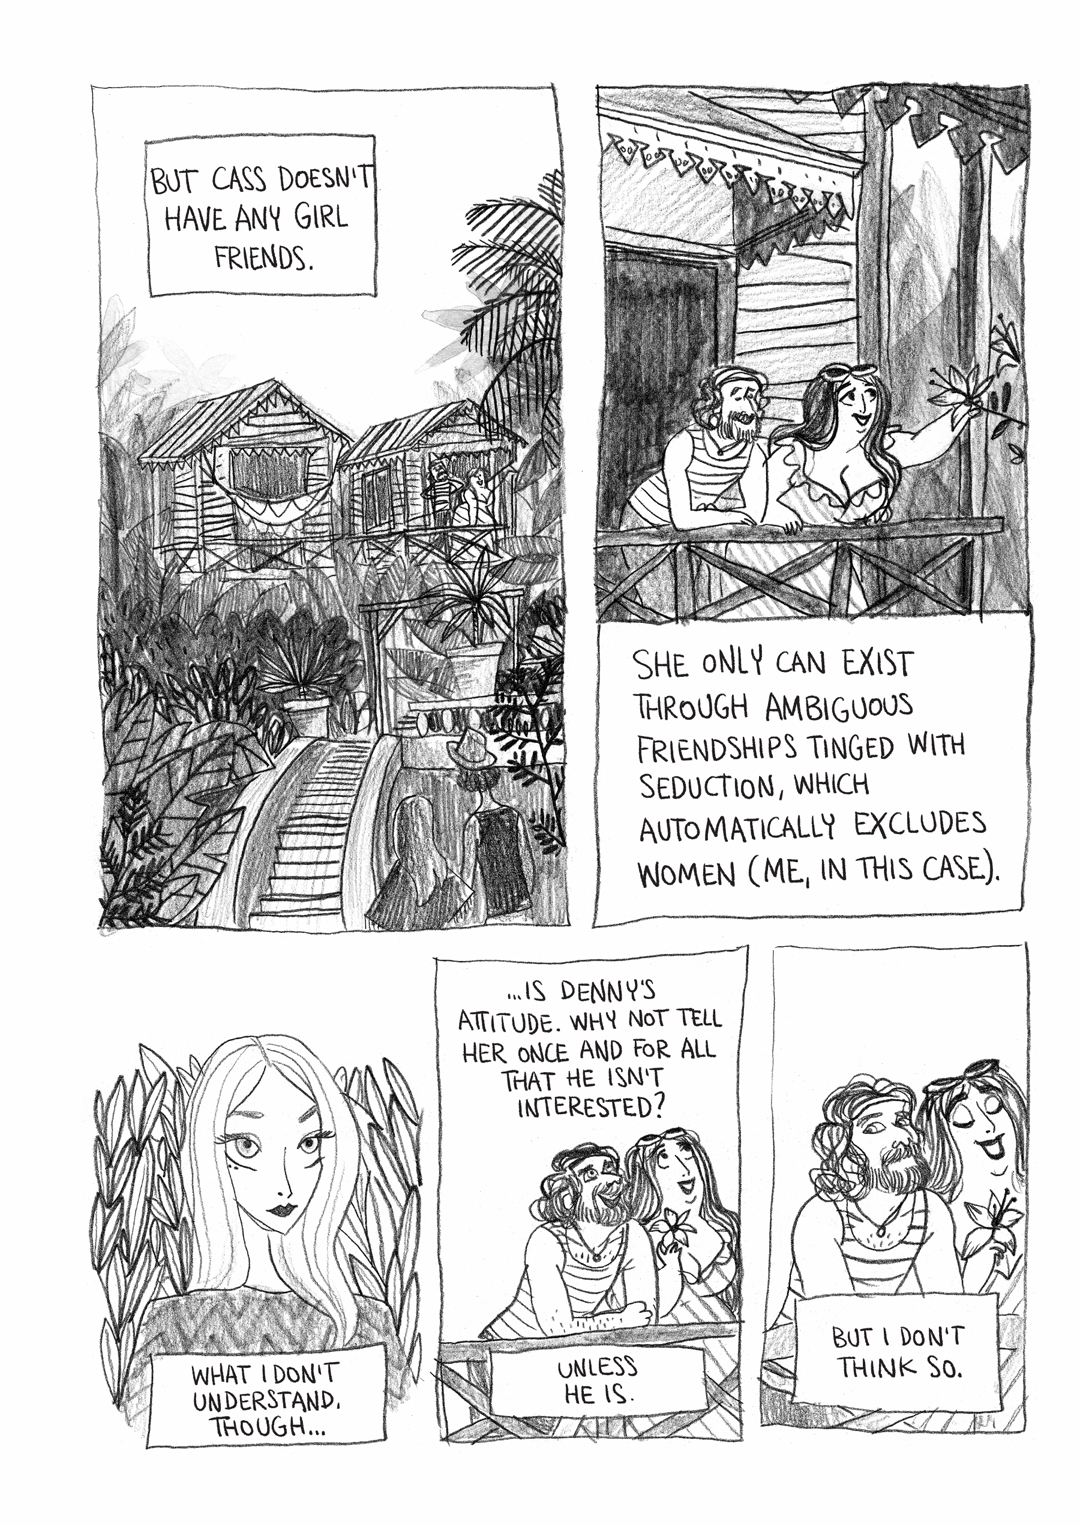 BUT CASS DOESN'T
HAVE ANY GIRL
FRIENDS.
SHE ONLY CAN EXIST
THROUGH AMBIGUOUS
FRIENDSHIPS TINGED WITH
SEDUCTION, WHICH
AUTOMATICALLY EXCLUDES
WOMEN (ME, IN THIS CASE).
WHAT I DON'T
UNDERSTAND,
THOUGH...
...IS DENNY'S
ATTITUDE. WHY NOT TELL
HER ONCE AND FOR ALL
THAT HE ISN'T
INTERESTED?
UNLESS
HE IS.
BUT I DON'T
THINK SO.